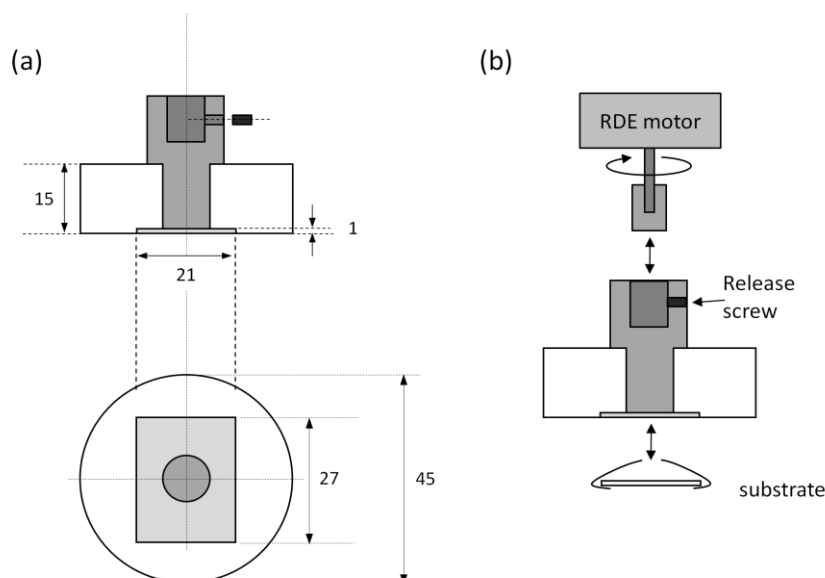 (a)
15
1
21
27
45
(b)
RDE motor
Release
screw
substrate